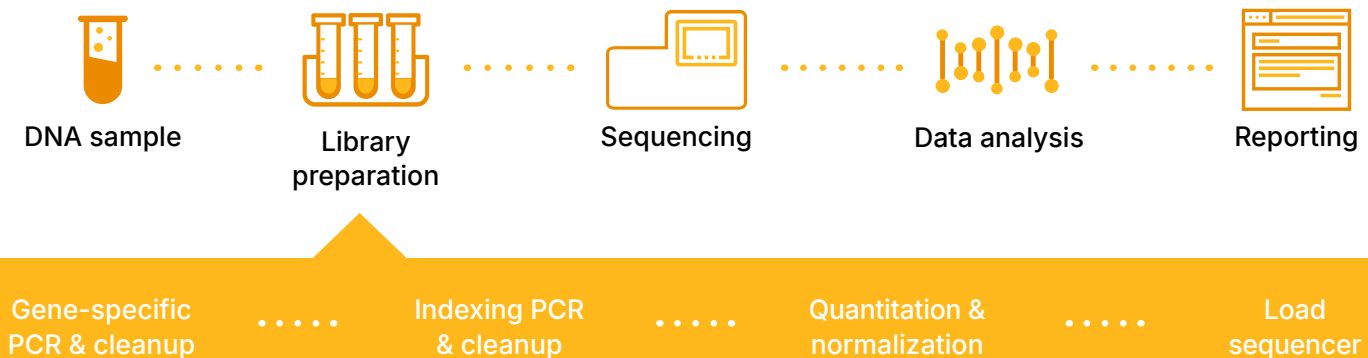 DNA sample
Library
preparation
Sequencing
Data analysis
Reporting
Gene-specific
PCR & cleanup
Indexing PCR
& cleanup
Quantitation &
normalization
Load
sequencer